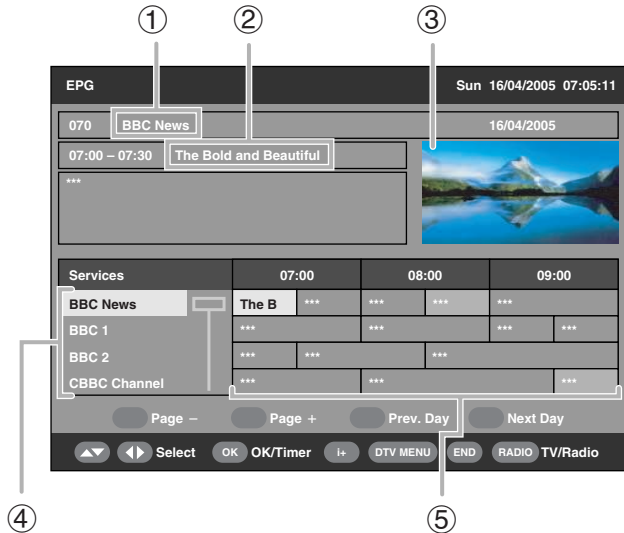 ① ② ③
EPG Sun 16/04/2005 07:05:11
070 BBC News 16/04/2005
07:00 – 07:30 The Bold and Beautiful
***
Services 07:00 08:00 09:00
BBC News The B *** *** *** ***
BBC 1 *** *** *** ***
BBC 2 *** *** ***
CBBC Channel *** *** ***
Page – Page + Prev. Day Next Day
Select OK OK/Timer i+ DTV MENU END RADIO TV/Radio
④ ⑤